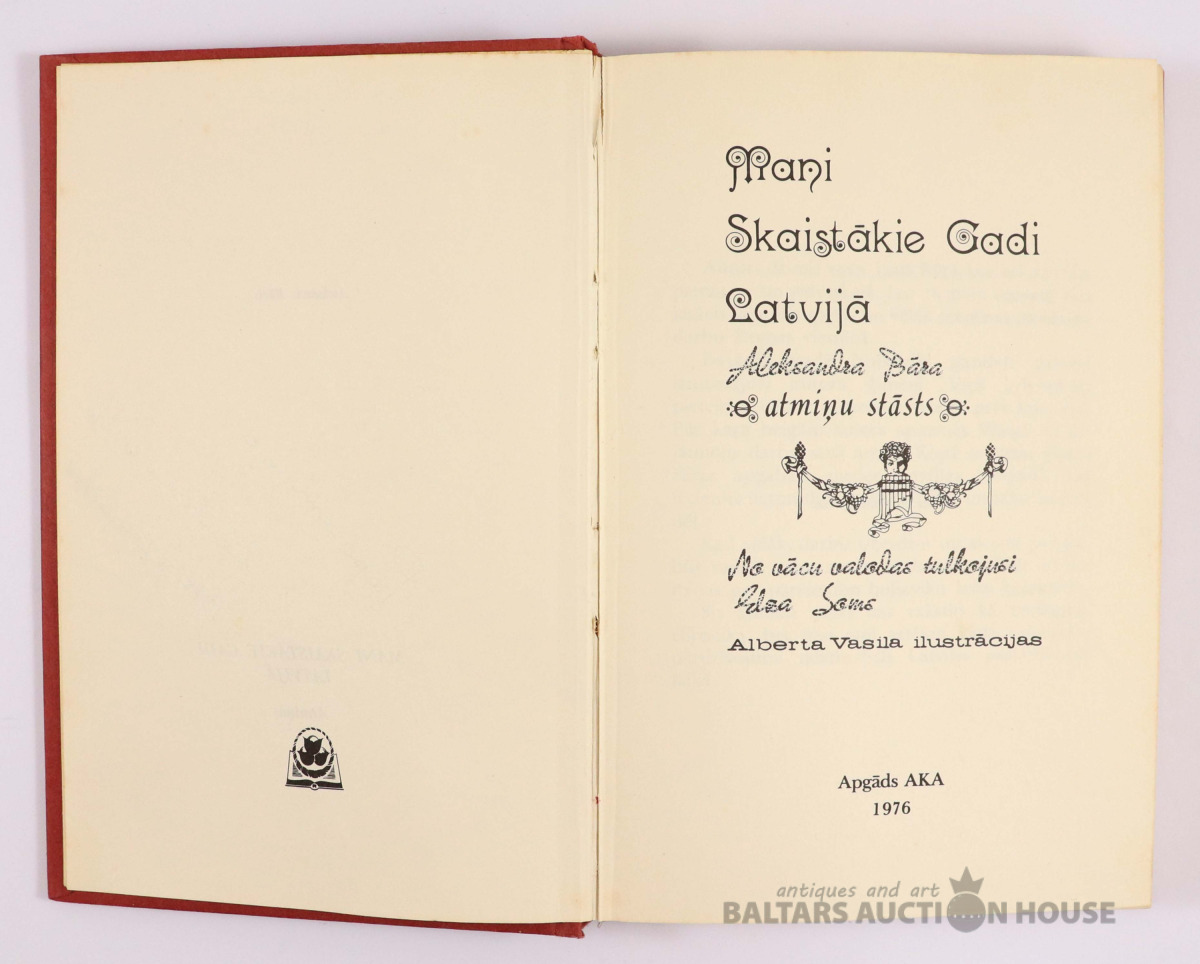 Maņi
Skaistākie Gadi
Latvijā
Aleksandra Bāra
atmiņu stāsts
No vācu valodas tulkojusi
Elza Soms
Alberta Vasila ilustrācijas
Apgāds AKA
1976
antiques and art
BALTARS AUCTION HOUSE